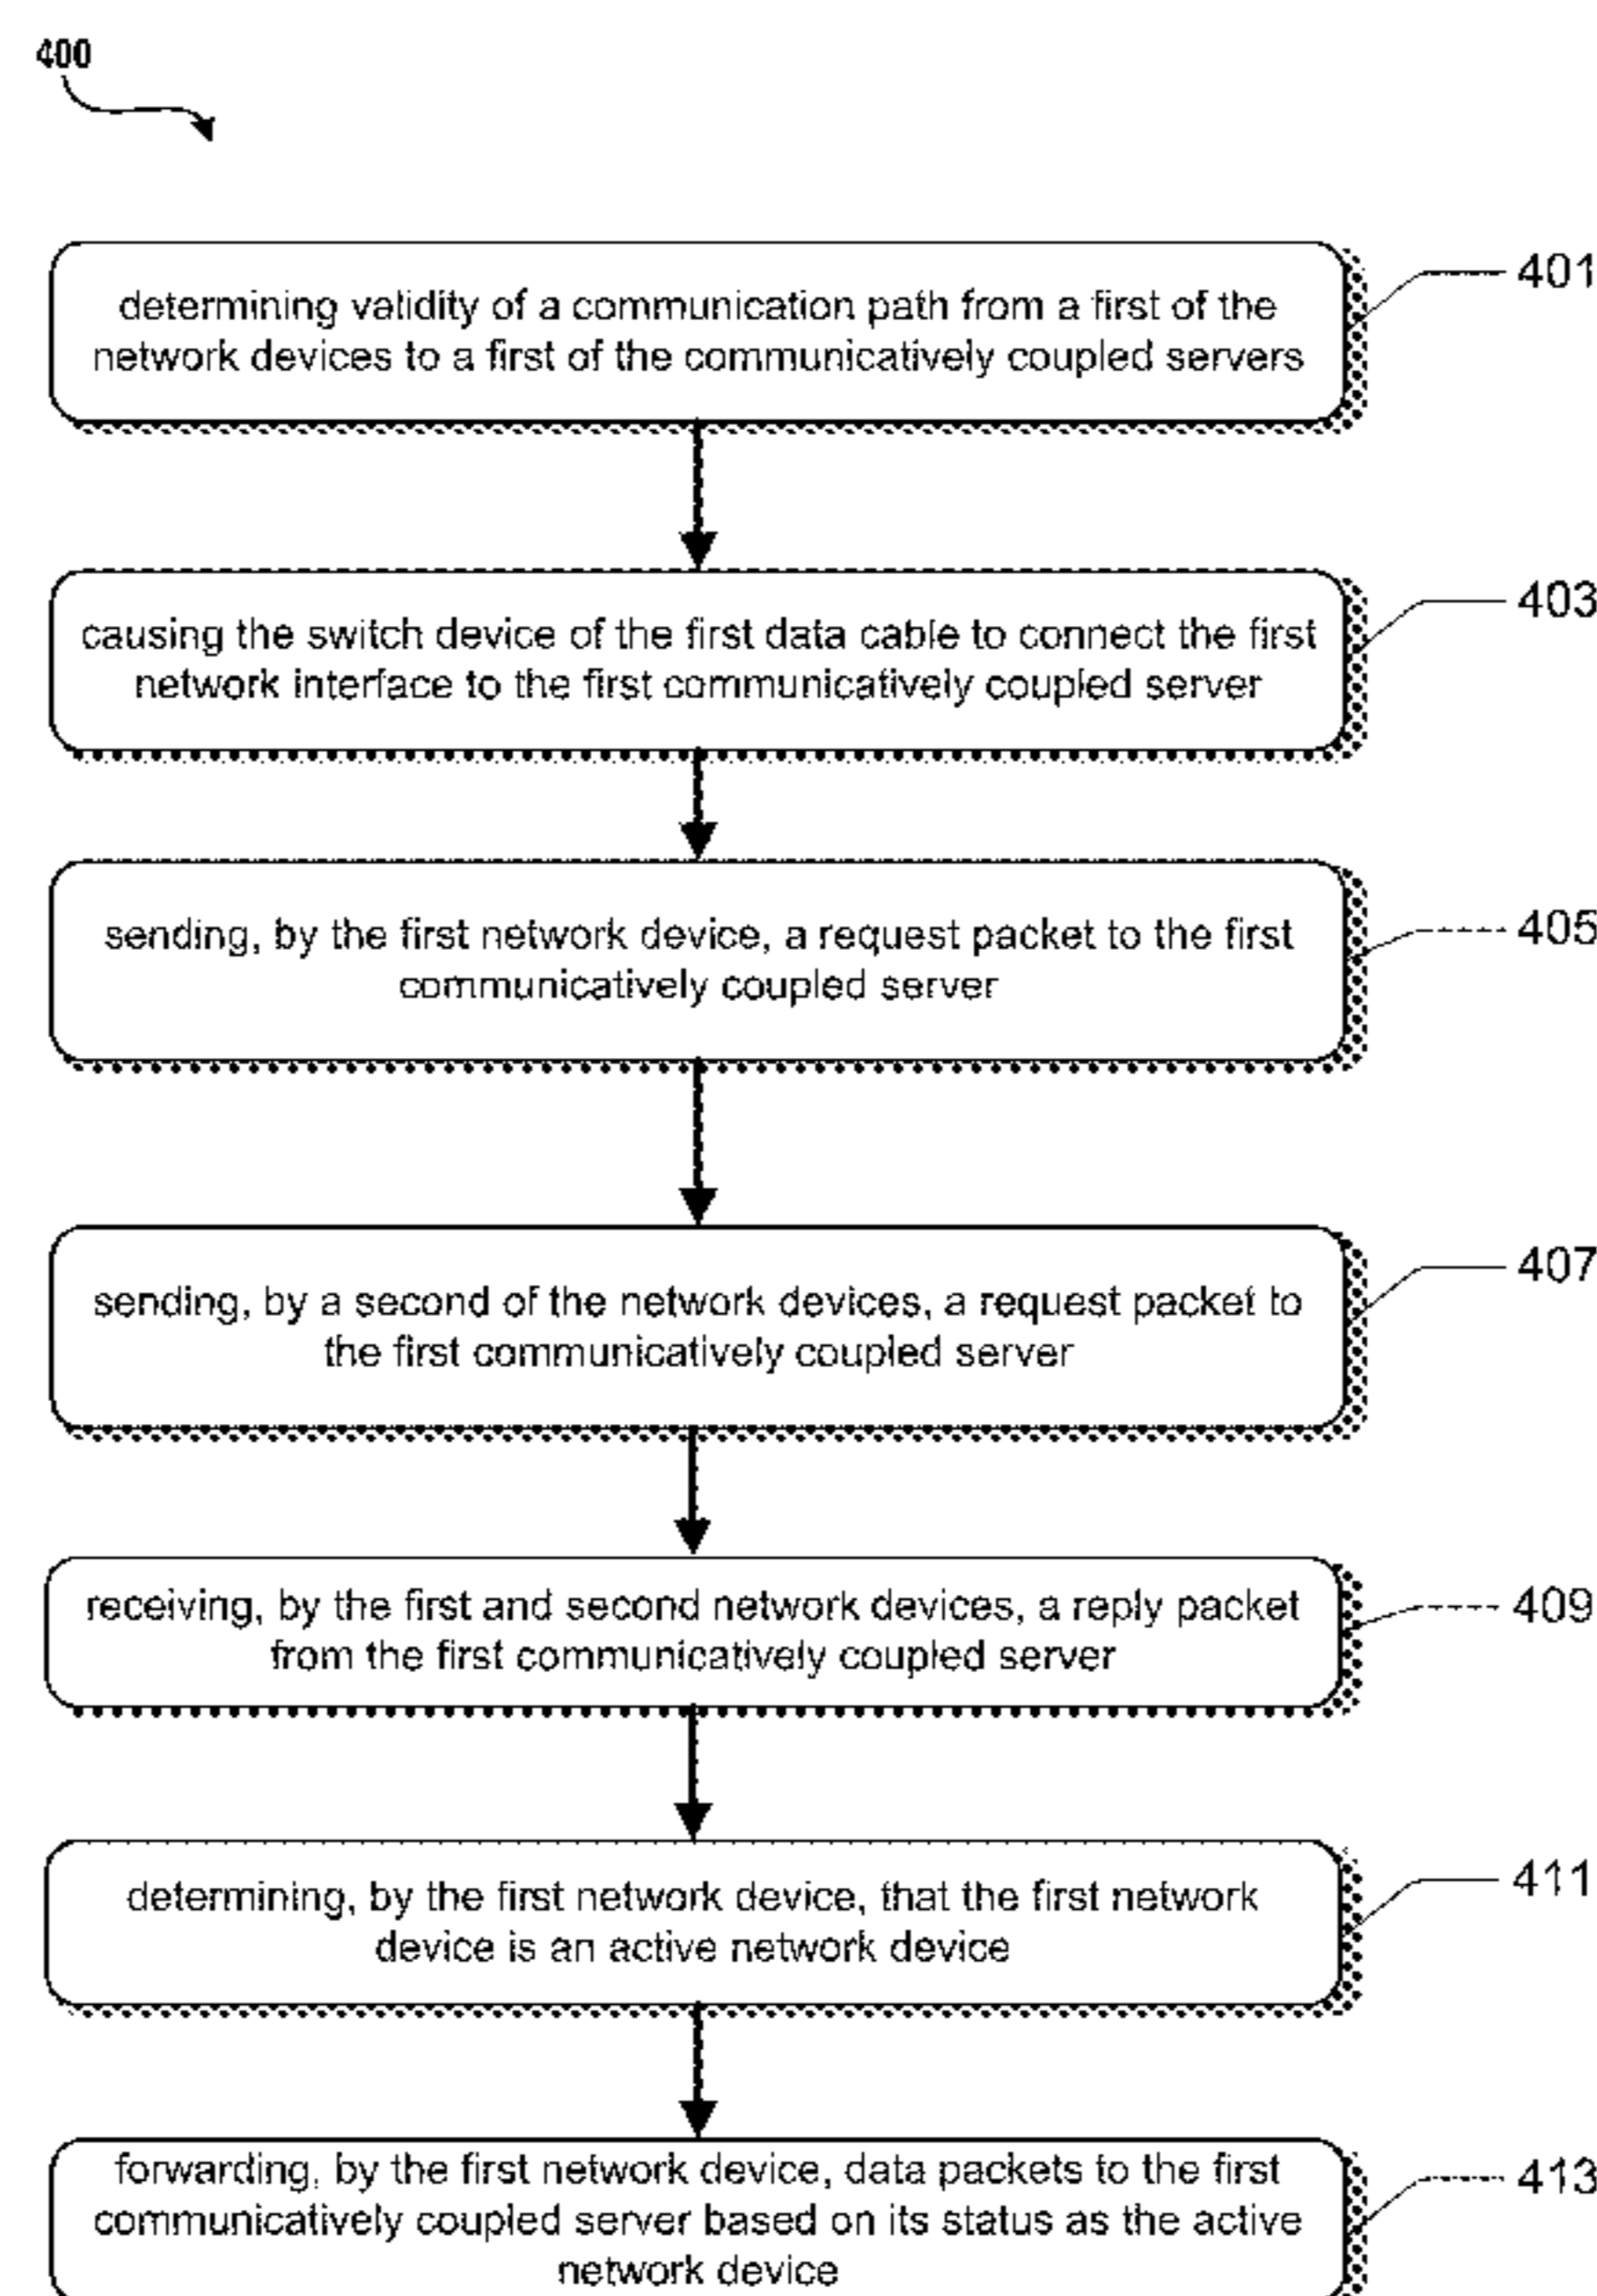 400
determining validity of a communication path from a first of the
network devices to a first of the communicatively coupled servers
401
causing the switch device of the first data cable to connect the first
network interface to the first communicatively coupled server
403
sending, by the first network device, a request packet to the first
communicatively coupled server
405
sending, by a second of the network devices, a request packet to
the first communicatively coupled server
407
receiving, by the first and second network devices, a reply packet
from the first communicatively coupled server
409
determining, by the first network device, that the first network
device is an active network device
411
forwarding, by the first network device, data packets to the first
communicatively coupled server based on its status as the active
network device
413